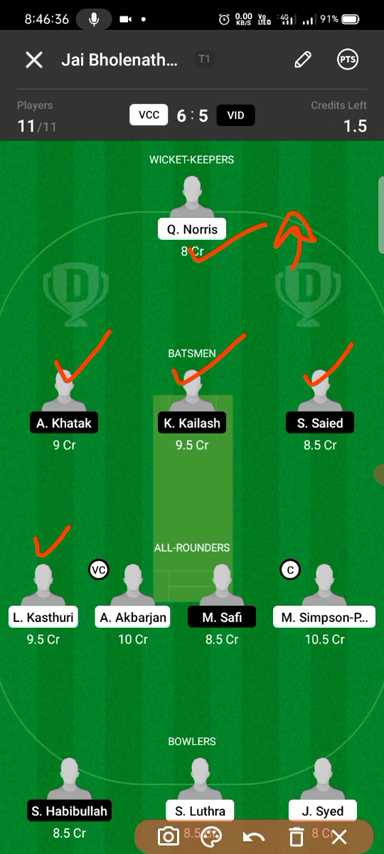 8:46:36 0.00 KB/S Vo LTE D 4G 91%
Jai Bholenath... T1 PTS
Players Credits Left
11/11 VCC 6 : 5 VID 1.5
WICKET-KEEPERS
Q. Norris
8 Cr
D D
BATSMEN
A. Khatak K. Kailash S. Saied
9 Cr 9.5 Cr 8.5 Cr
ALL-ROUNDERS
VC C
L. Kasthuri A. Akbarjan M. Safi M. Simpson-P...
9.5 Cr 10 Cr 8.5 Cr 10.5 Cr
BOWLERS
S. Habibullah S. Luthra J. Syed
8.5 Cr 8 Cr